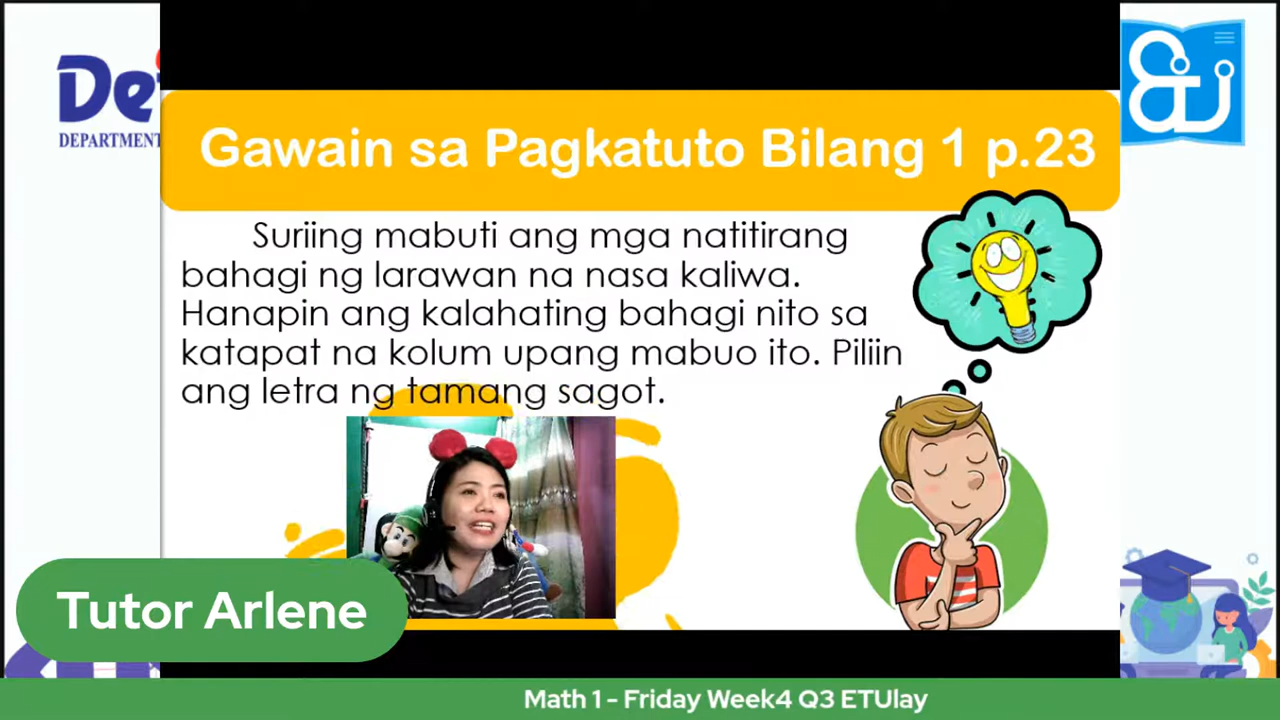 De
DEPARTMENT
Gawain sa Pagkatuto Bilang 1 p.23
Suriing mabuti ang mga natitirang
bahagi ng larawan na nasa kaliwa.
Hanapin ang kalahating bahagi nito sa
katapat na kolum upang mabuo ito. Piliin
ang letra ng tamang sagot.
Tutor Arlene
Math 1 - Friday Week4 Q3 ETUlay